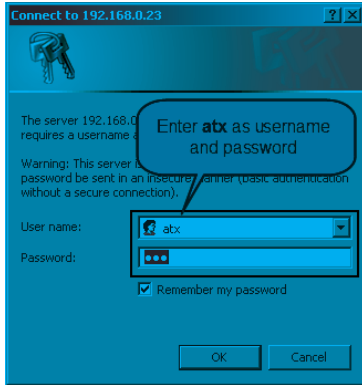 Connect to 192.168.0.23
The server 192.168.0
requires a username a
Enter atx as username
and password
Warning: This server
password be sent in an insecure manner (basic authentication
without a secure connection).
User name:
atx
Password:
Remember my password
OK
Cancel